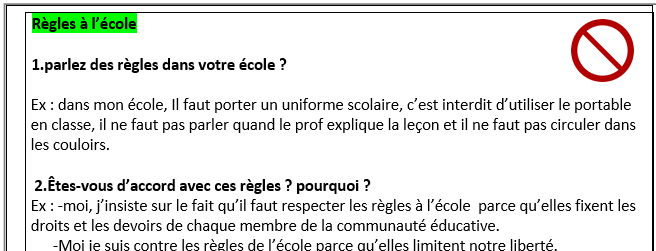 Règles à l’école
1.parlez des règles dans votre école ?
Ex : dans mon école, Il faut porter un uniforme scolaire, c’est interdit d’utiliser le portable
en classe, il ne faut pas parler quand le prof explique la leçon et il ne faut pas circuler dans
les couloirs.
2.Êtes-vous d’accord avec ces règles ? pourquoi ?
Ex : -moi, j’insiste sur le fait qu’il faut respecter les règles à l’école parce qu’elles fixent les
droits et les devoirs de chaque membre de la communauté éducative.
-Moi je suis contre les règles de l’école parce qu’elles limitent notre liberté.